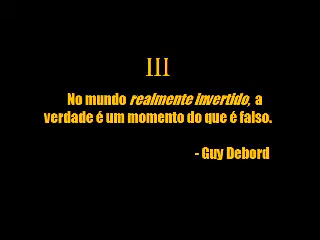 III
No mundo realmente invertido, a
verdade é um momento do que é falso.
- Guy Debord